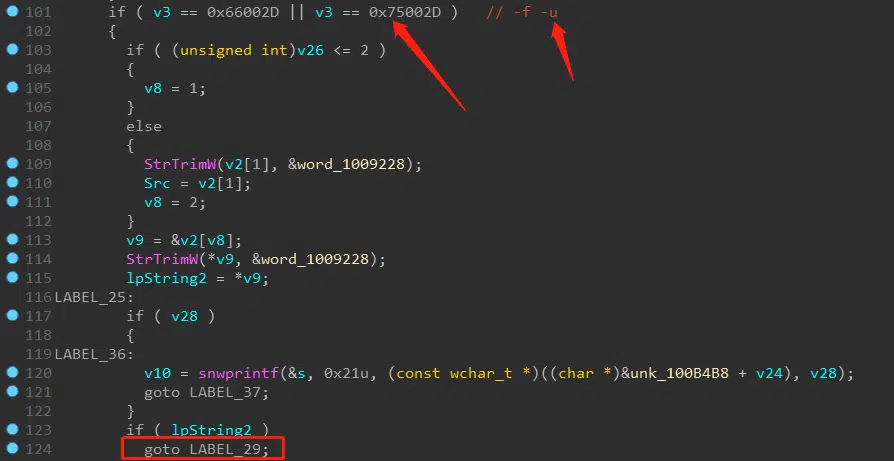 101 if ( v3 == 0x66002D || v3 == 0x75002D ) // -f -u
102 {
103 if ( (unsigned int)v26 <= 2 )
104 {
105 v8 = 1;
106 }
107 else
108 {
109 StrTrimW(v2[1], &word_1009228);
110 Src = v2[1];
111 v8 = 2;
112 }
113 v9 = &v2[v8];
114 StrTrimW(*v9, &word_1009228);
115 lpString2 = *v9;
116 LABEL_25:
117 if ( v28 )
118 {
119 LABEL_36:
120 v10 = snwprintf(&s, 0x21u, (const wchar_t *)((char *)&unk_100B4B8 + v24), v28);
121 goto LABEL_37;
122 }
123 if ( lpString2 )
124 goto LABEL_29;